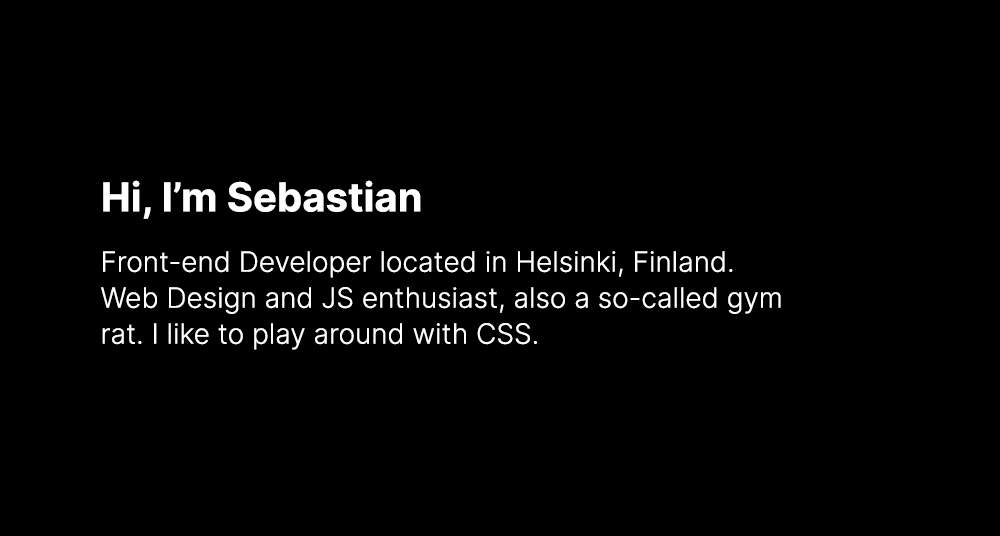 Hi, I’m Sebastian
Front-end Developer located in Helsinki, Finland.
Web Design and JS enthusiast, also a so-called gym
rat. I like to play around with CSS.